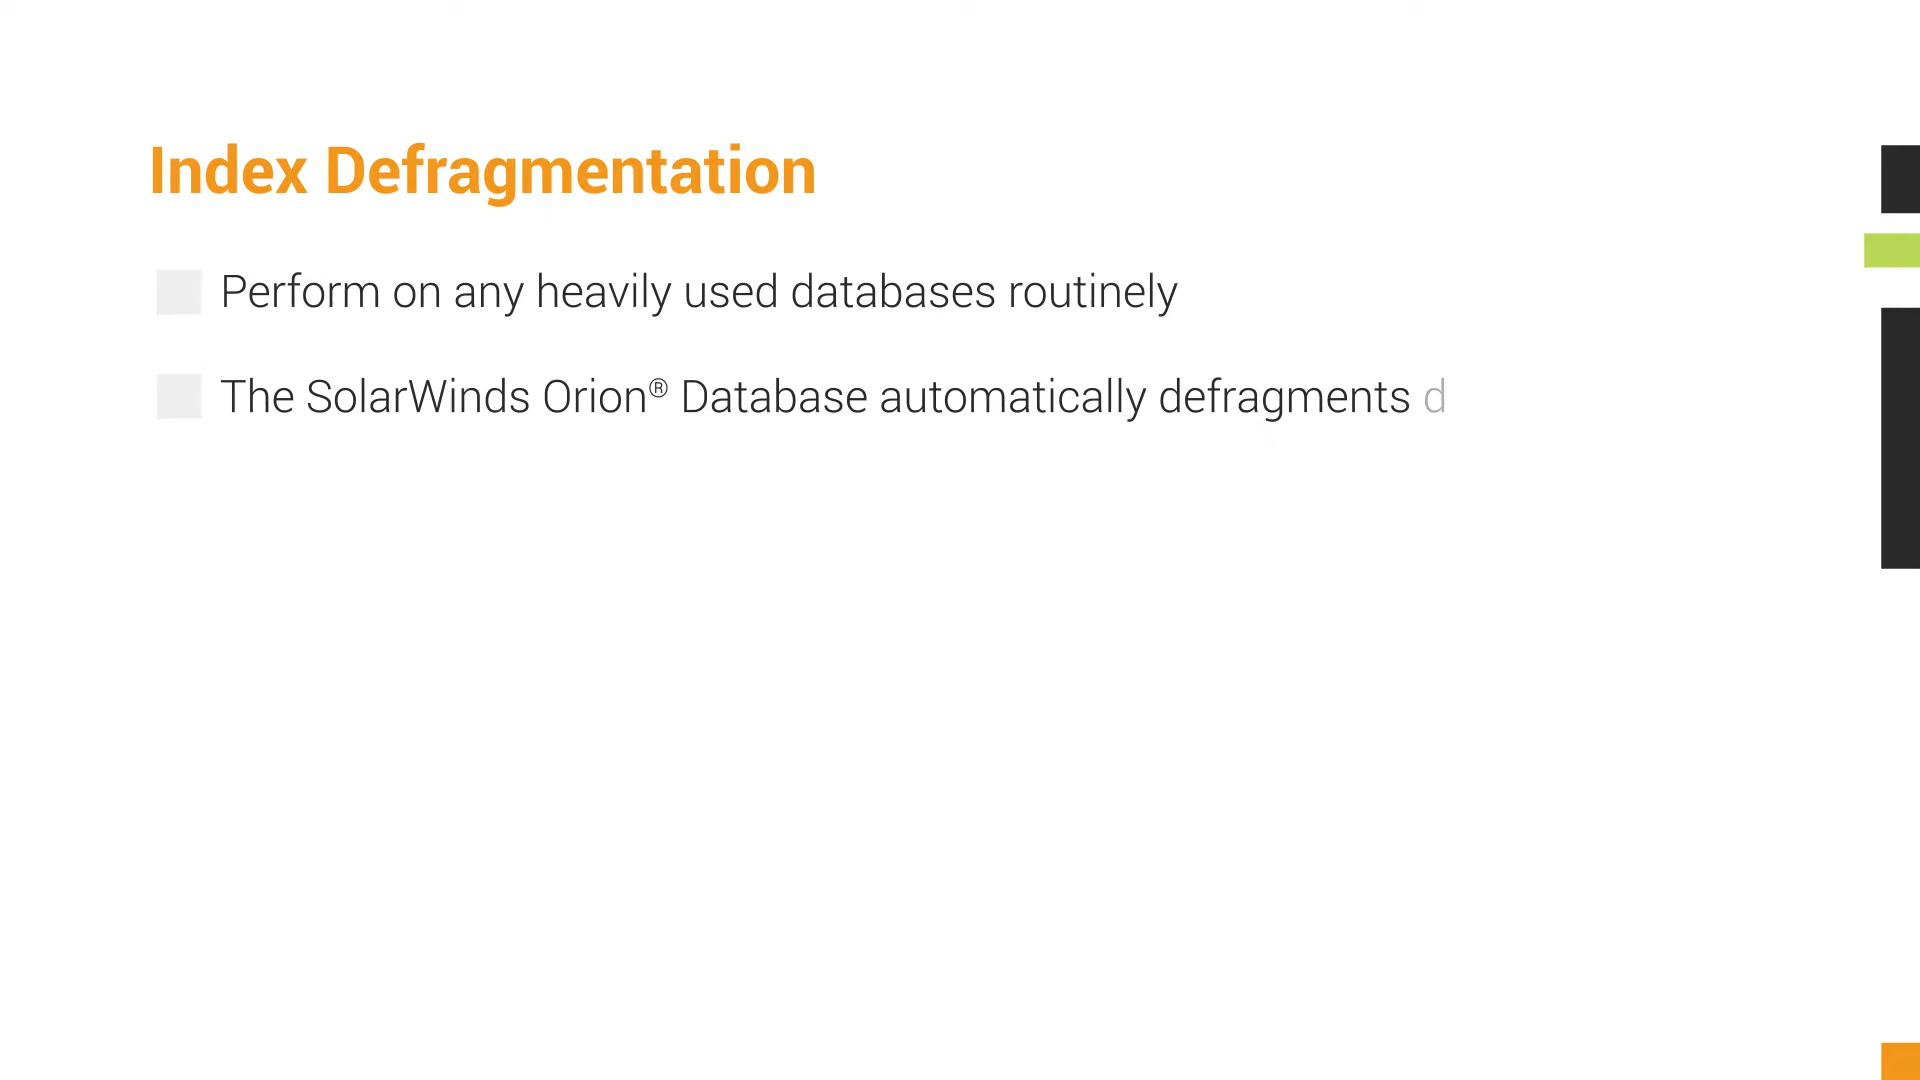 Index Defragmentation
Perform on any heavily used databases routinely
The SolarWinds Orion® Database automatically defragments d